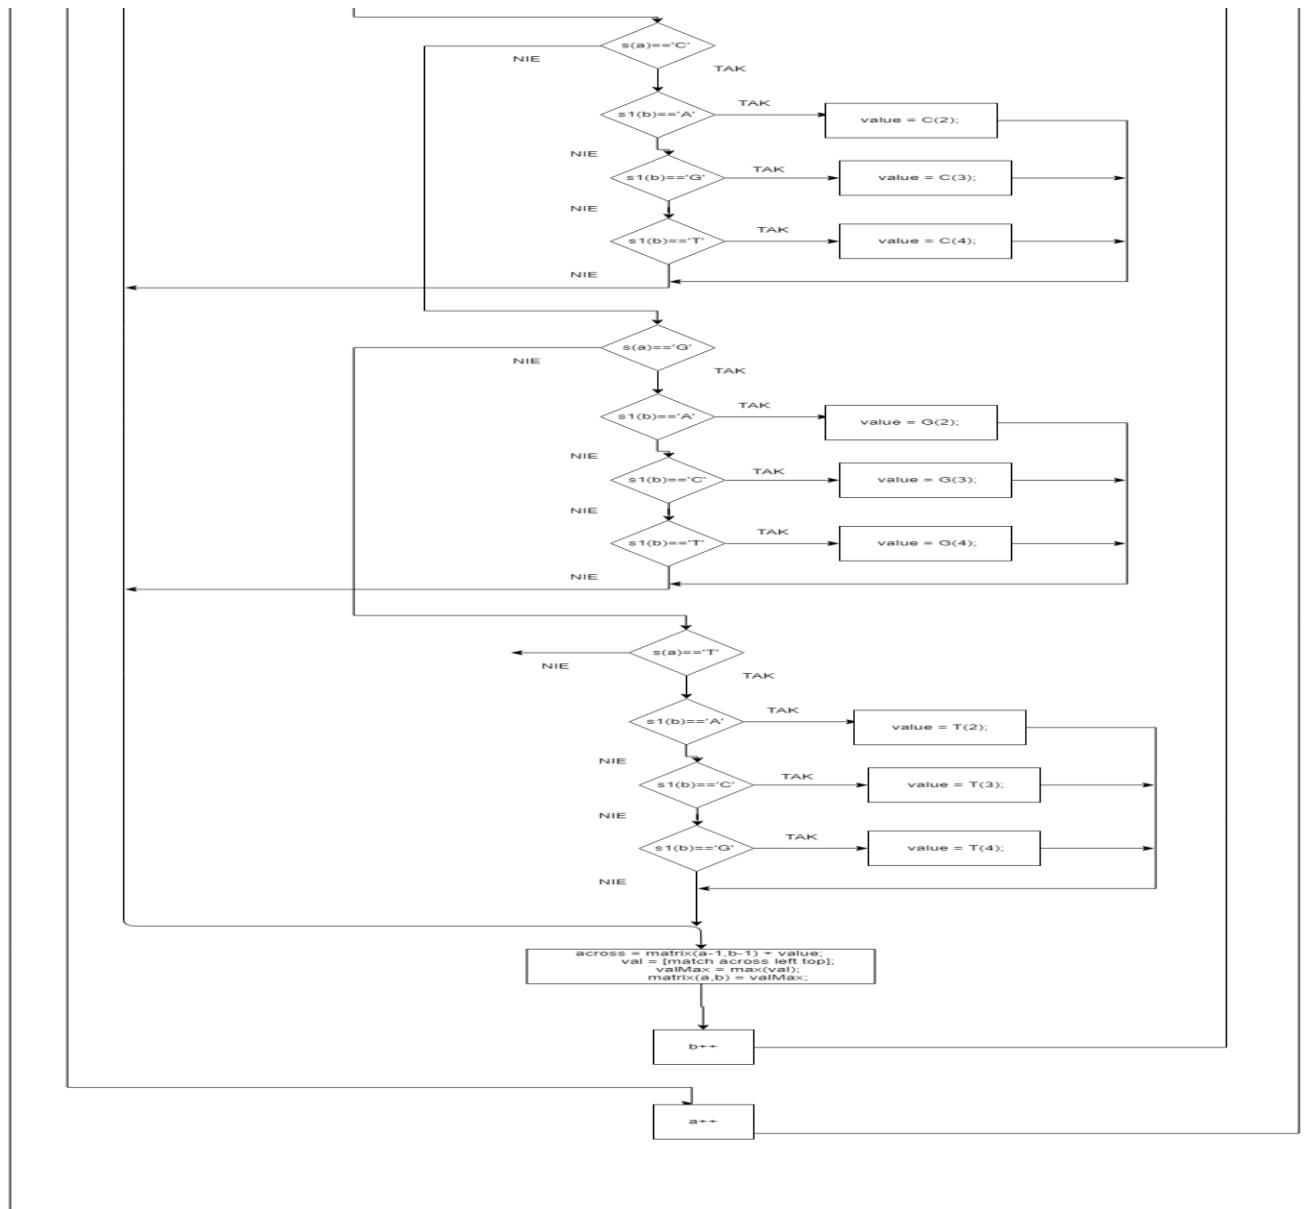 s(a)=='C'
NIE
TAK
s1(b)=='A'
TAK
value = C(2);
NIE
s1(b)=='G'
TAK
value = C(3);
NIE
s1(b)=='T'
TAK
value = C(4);
NIE
s(a)=='G'
NIE
TAK
s1(b)=='A'
TAK
value = G(2);
NIE
s1(b)=='C'
TAK
value = G(3);
NIE
s1(b)=='T'
TAK
value = G(4);
NIE
s(a)=='T'
NIE
TAK
s1(b)=='A'
TAK
value = T(2);
NIE
s1(b)=='C'
TAK
value = T(3);
NIE
s1(b)=='G'
TAK
value = T(4);
NIE
across = matrix(a-1,b-1) + value;
val = [match across left top];
valMax = max(val);
matrix(a,b) = valMax;
b++
a++